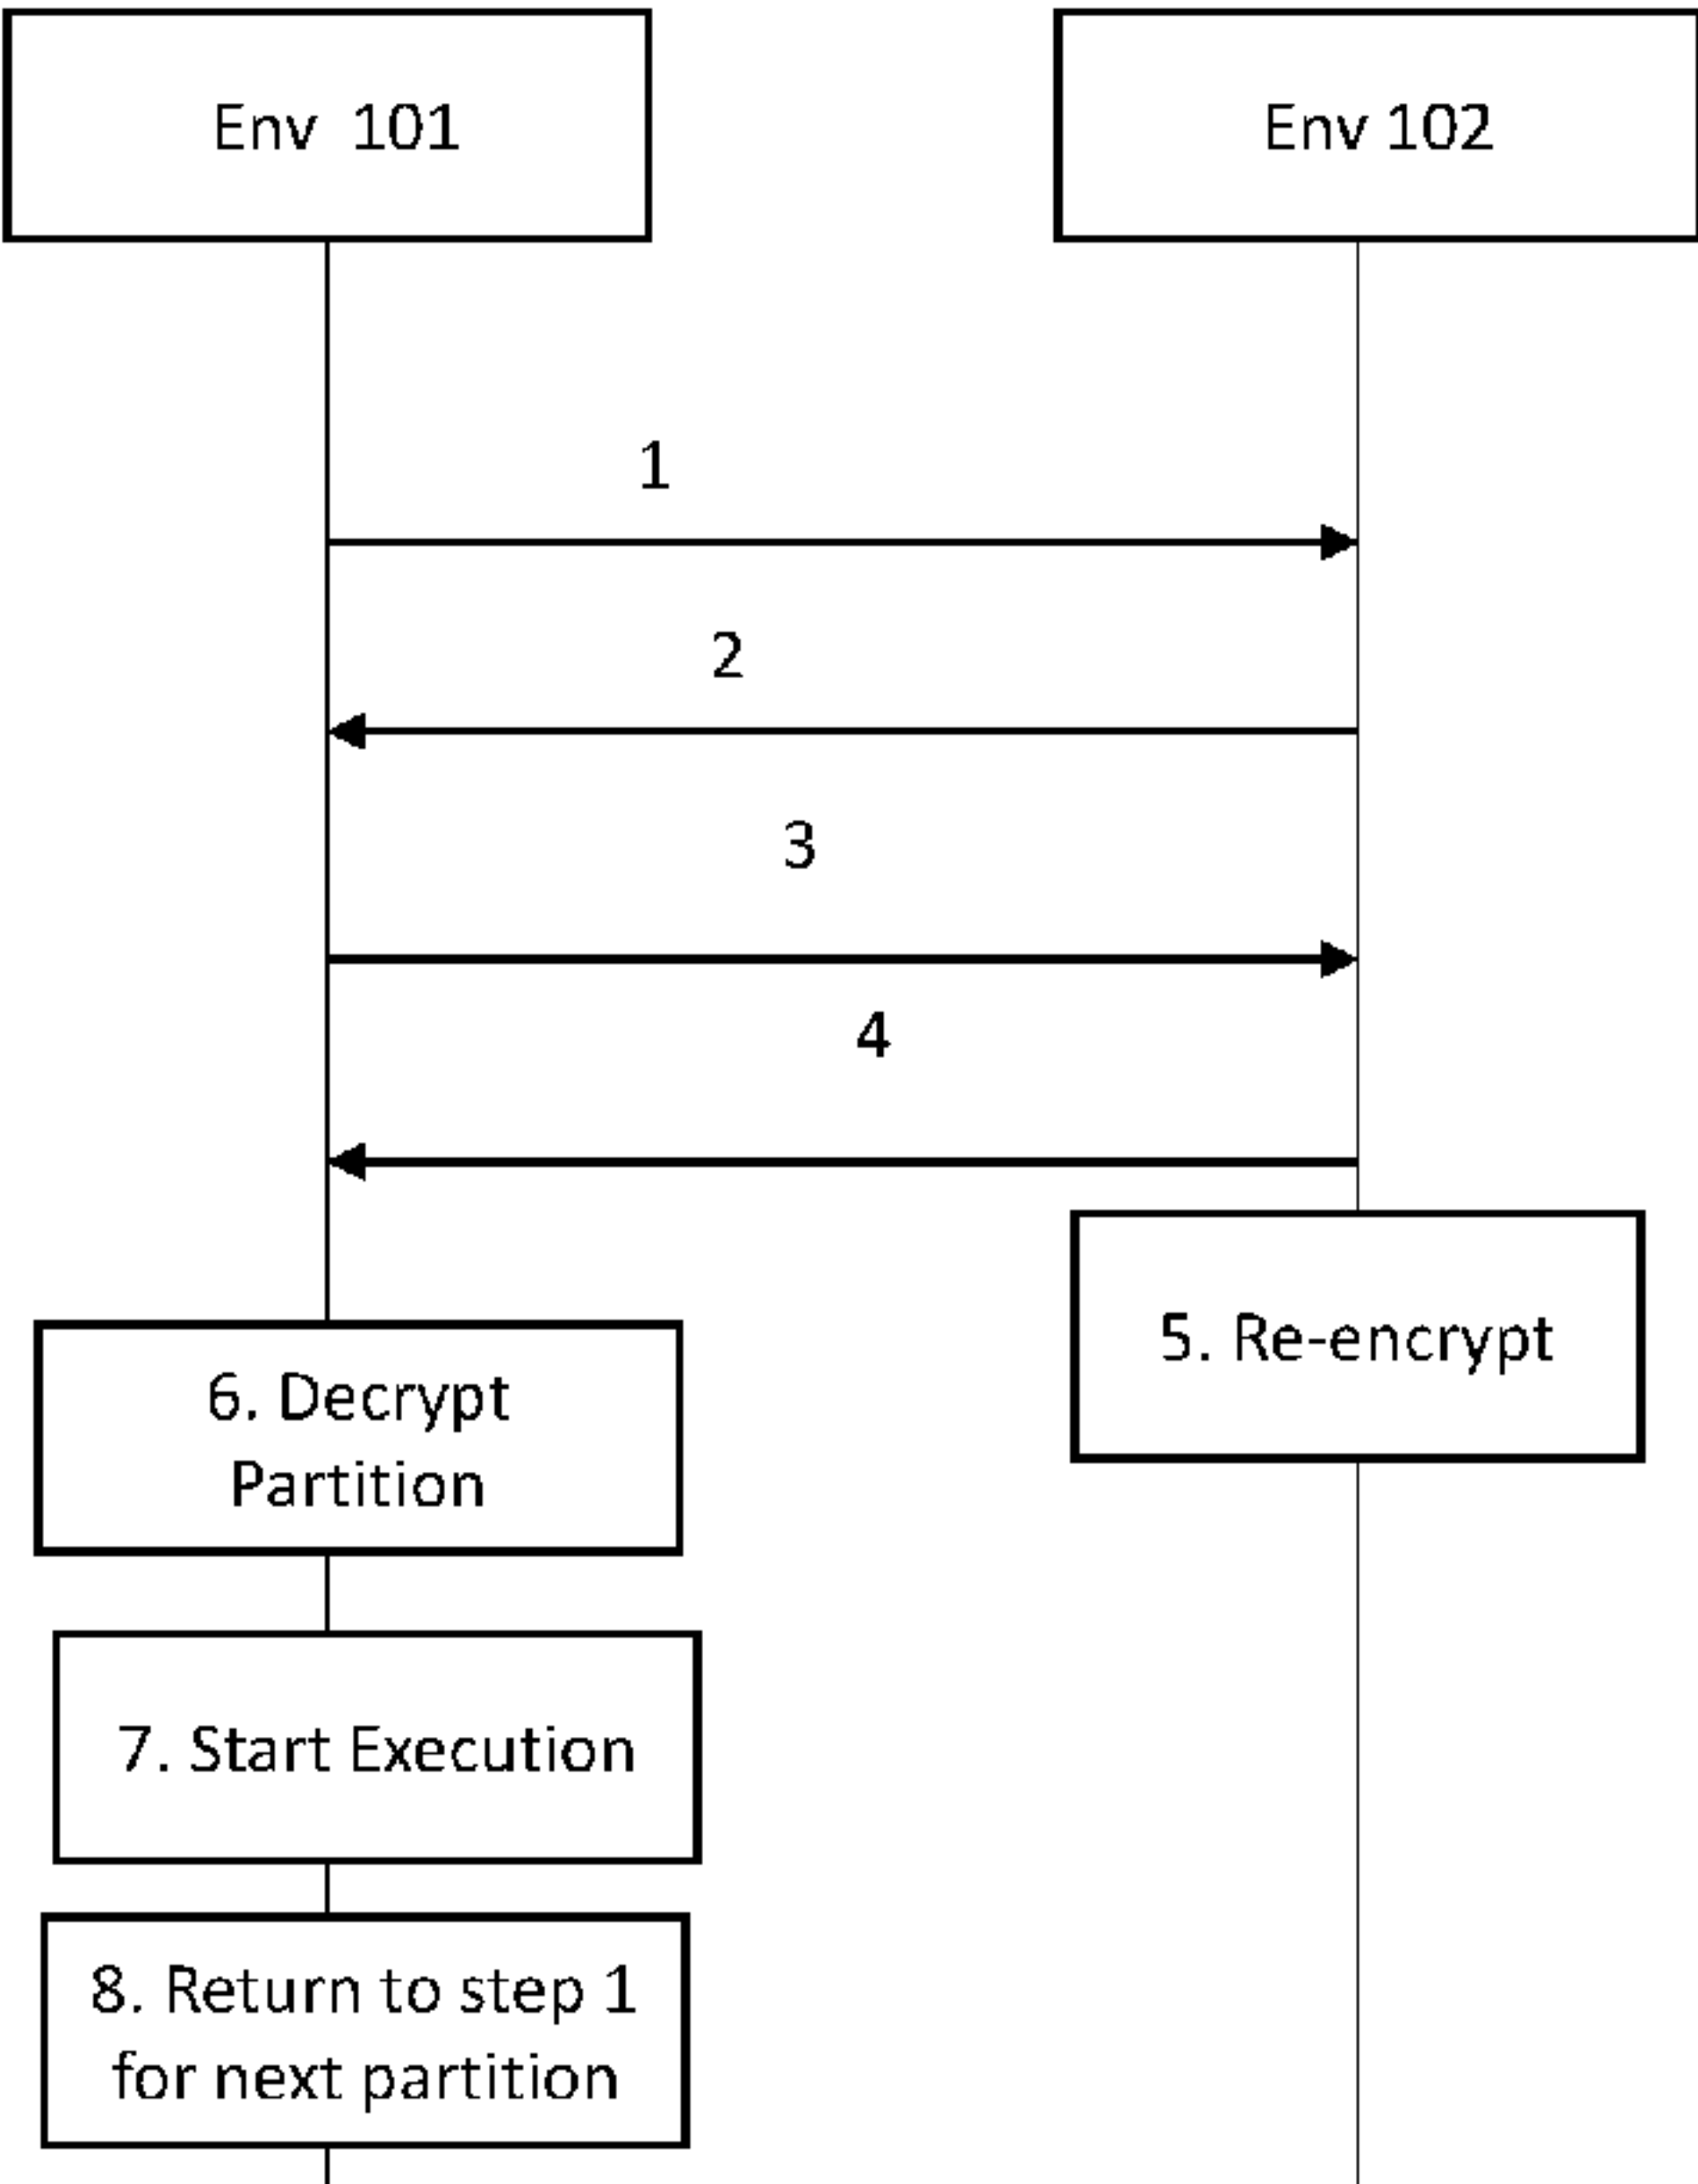 Env 101
Env 102
1
2
3
4
5. Re-encrypt
6. Decrypt
Partition
7. Start Execution
8. Return to step 1
for next partition